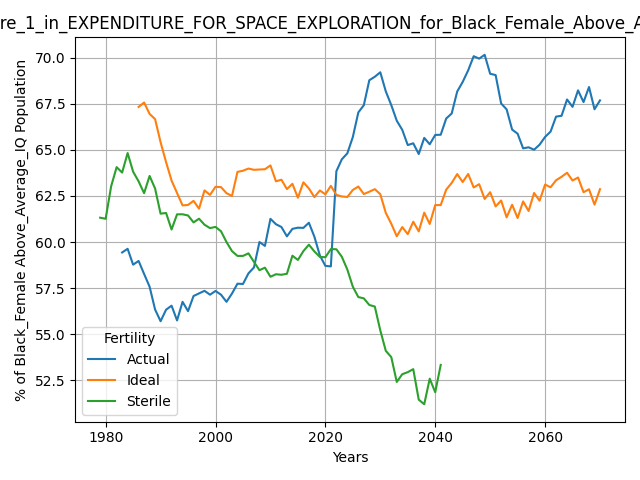 re_1_in_EXPENDITURE_FOR_SPACE_EXPLORATION_for_Black_Female_Above_A
% of Black_Female Above_Average_IQ Population
70.0
67.5
65.0
62.5
60.0
57.5
55.0
52.5
Fertility
Actual
Ideal
Sterile
1980 2000 2020 2040 2060
Years